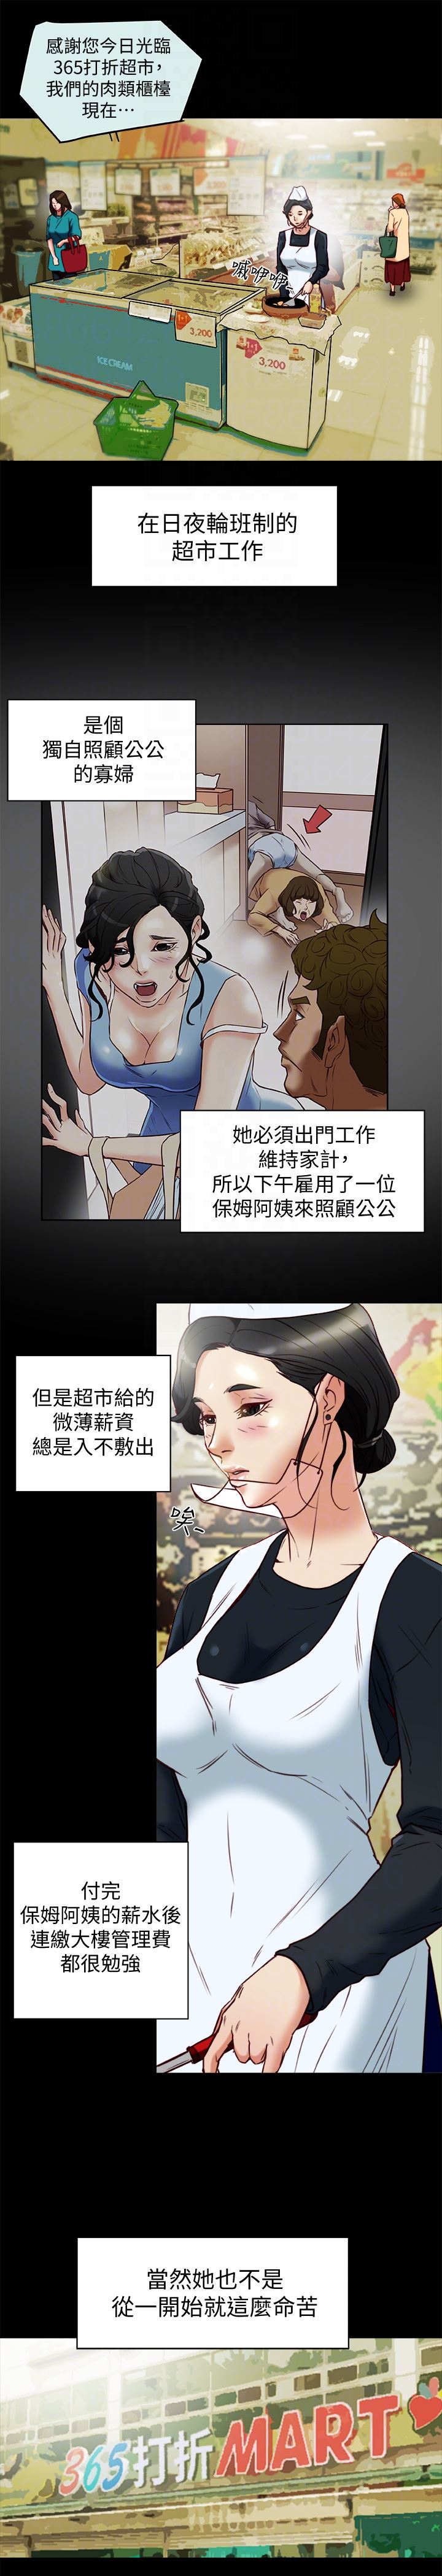 感謝您今日光臨
365打折超市，
我們的肉類櫃檯
現在⋯
3,200
1+1
3,200
ICE CREAM
嘁咿咿~
在日夜輪班制的
超市工作
是個
獨自照顧公公
的寡婦
她必須出門工作
維持家計，
所以下午雇用了一位
保姆阿姨來照顧公公
但是超市給的
微薄薪資
總是入不敷出
唉~
付完
保姆阿姨的薪水後
連繳大樓管理費
都很勉強
當然她也不是
從一開始就這麼命苦
365打折MART